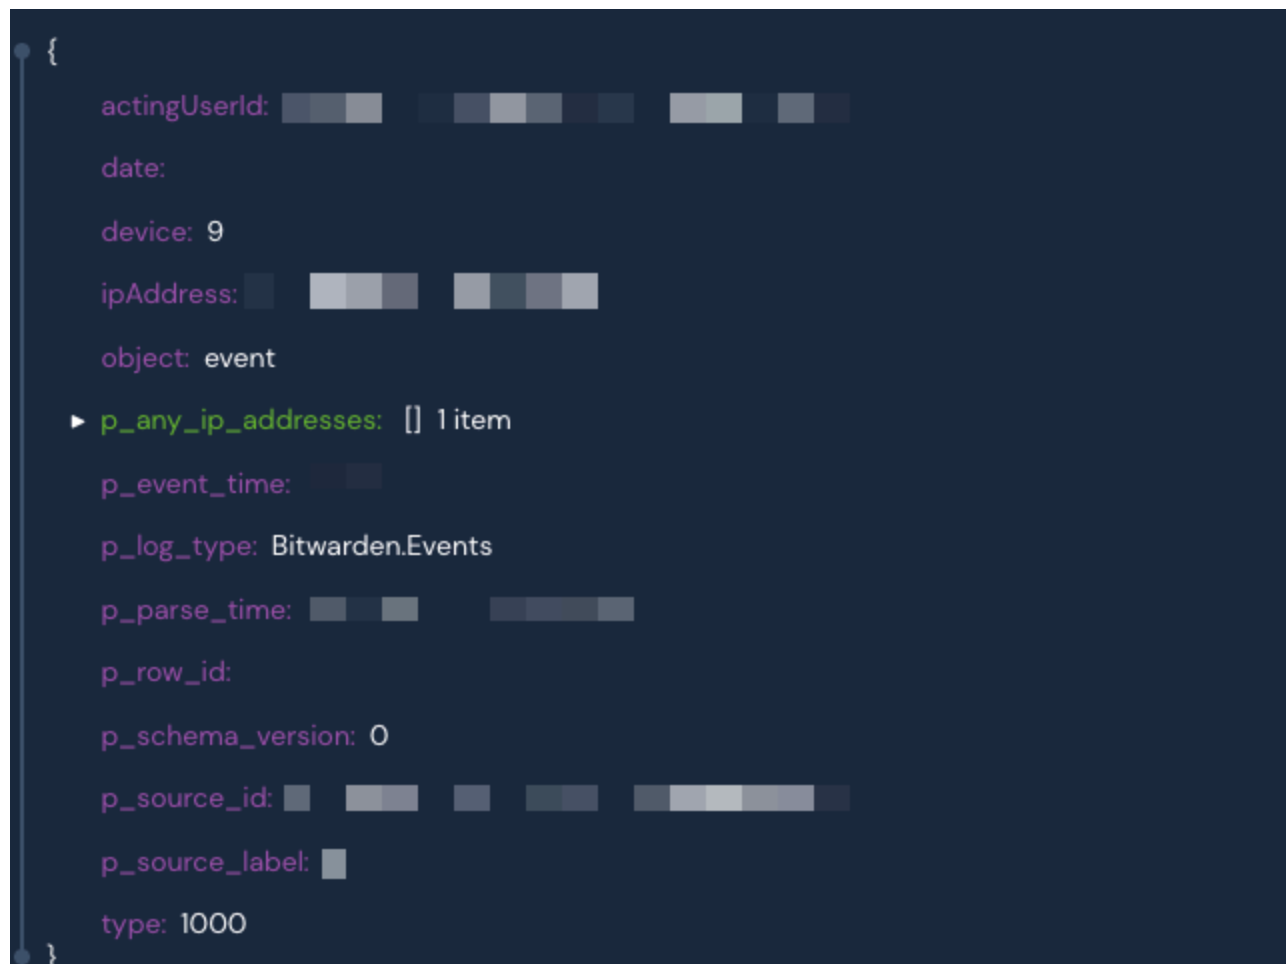 {
actingUserId:
date:
device: 9
ipAddress:
object: event
p_any_ip_addresses: [] 1 item
p_event_time:
p_log_type: Bitwarden.Events
p_parse_time:
p_row_id:
p_schema_version: 0
p_source_id:
p_source_label:
type: 1000
}